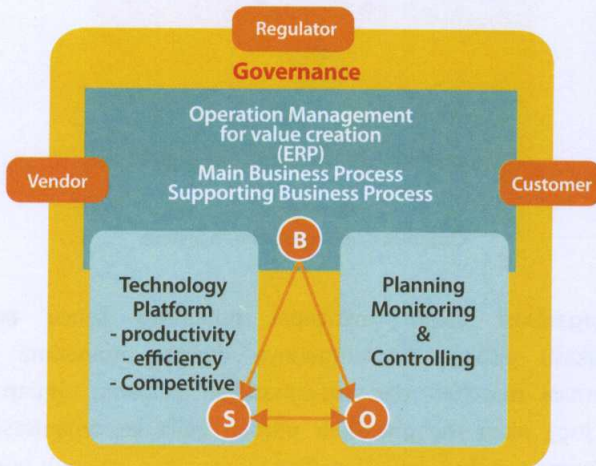 Regulator
Governance
Operation Management
for value creation
(ERP)
Main Business Process
Supporting Business Process
Vendor
Customer
B
Technology
Platform
- productivity
- efficiency
- Competitive
Planning
Monitoring
&
Controlling
S
O